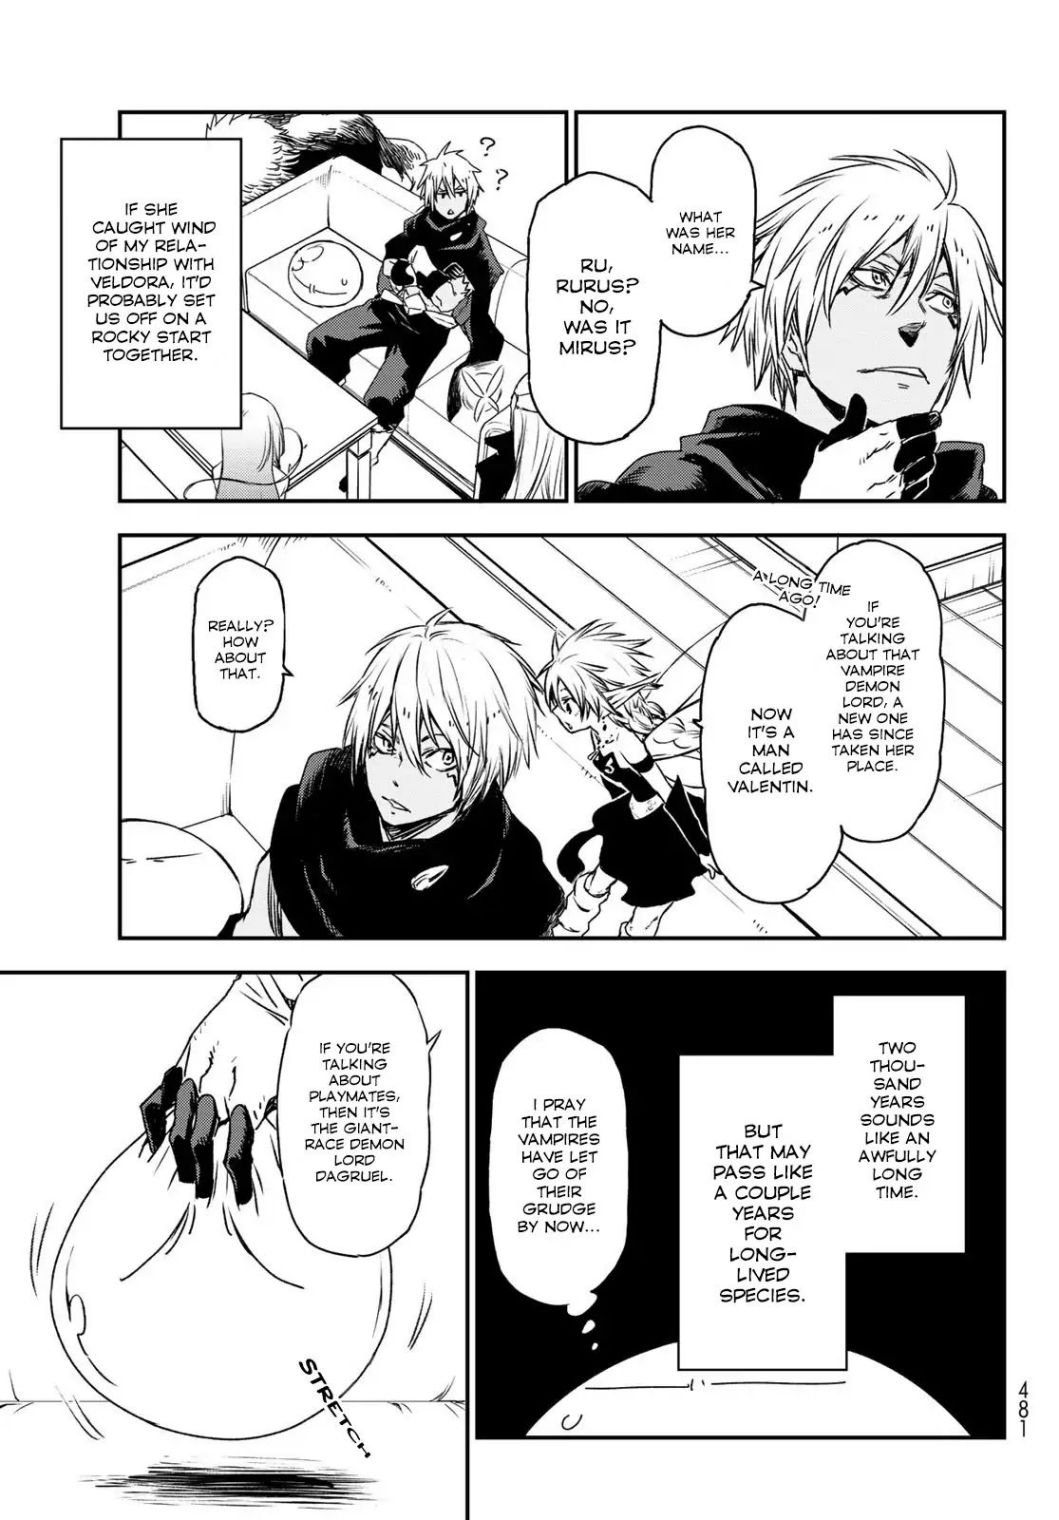 WHAT
WAS HER
NAME...
RU,
RURUS?
NO,
WAS IT
MIRUS?
?
?
IF SHE
CAUGHT WIND
OF MY RELA-
TIONSHIP WITH
VELDORA, IT'D
PROBABLY SET
US OFF ON A
ROCKY START
TOGETHER.
IF
YOU'RE
TALKING
ABOUT THAT
VAMPIRE
DEMON
LORD, A
NEW ONE
HAS SINCE
TAKEN HER
PLACE.
A LONG TIME
AGO!
NOW
IT'S A
MAN
CALLED
VALENTIN.
REALLY?
HOW
ABOUT
THAT.
TWO
THOU-
SAND
YEARS
SOUNDS
LIKE AN
AWFULLY
LONG
TIME.
BUT
THAT MAY
PASS LIKE
A COUPLE
YEARS
FOR
LONG-
LIVED
SPECIES.
I PRAY
THAT THE
VAMPIRES
HAVE LET
GO OF
THEIR
GRUDGE
BY NOW...
IF YOU'RE
TALKING
ABOUT
PLAYMATES,
THEN IT'S
THE GIANT-
RACE DEMON
LORD
DAGRUEL.
STRETCH
481